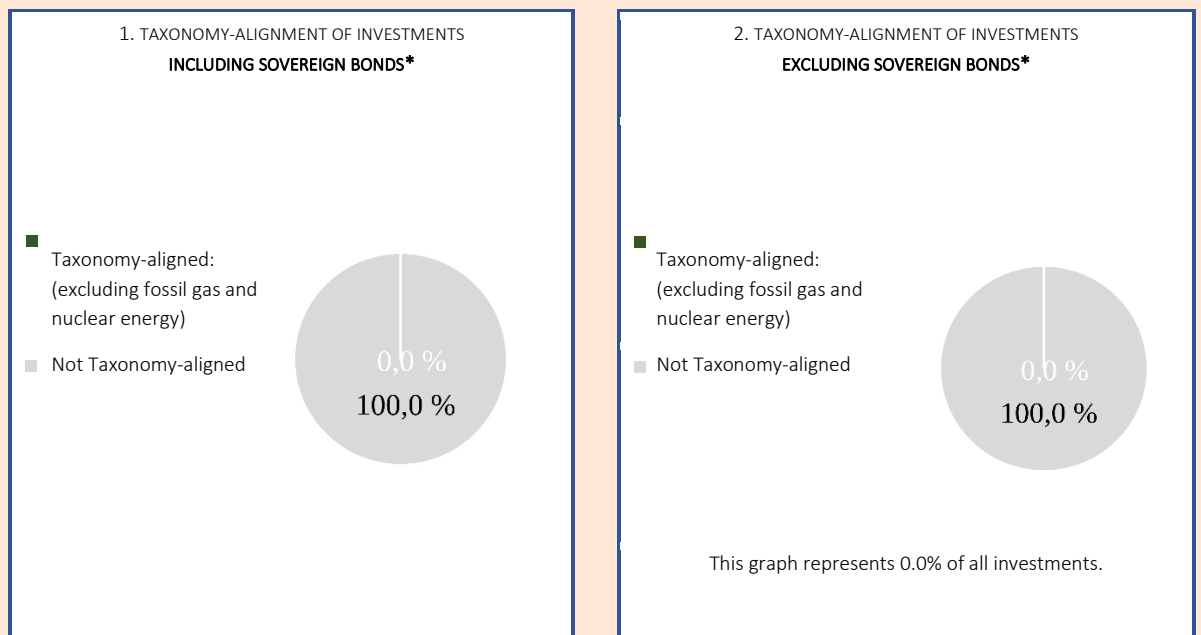 1. TAXONOMY-ALIGNMENT OF INVESTMENTS
INCLUDING SOVEREIGN BONDS*
Taxonomy-aligned:
(excluding fossil gas and
nuclear energy)
Not Taxonomy-aligned
0,0 %
100,0 %
2. TAXONOMY-ALIGNMENT OF INVESTMENTS
EXCLUDING SOVEREIGN BONDS*
Taxonomy-aligned:
(excluding fossil gas and
nuclear energy)
Not Taxonomy-aligned
0,0 %
100,0 %
This graph represents 0.0% of all investments.